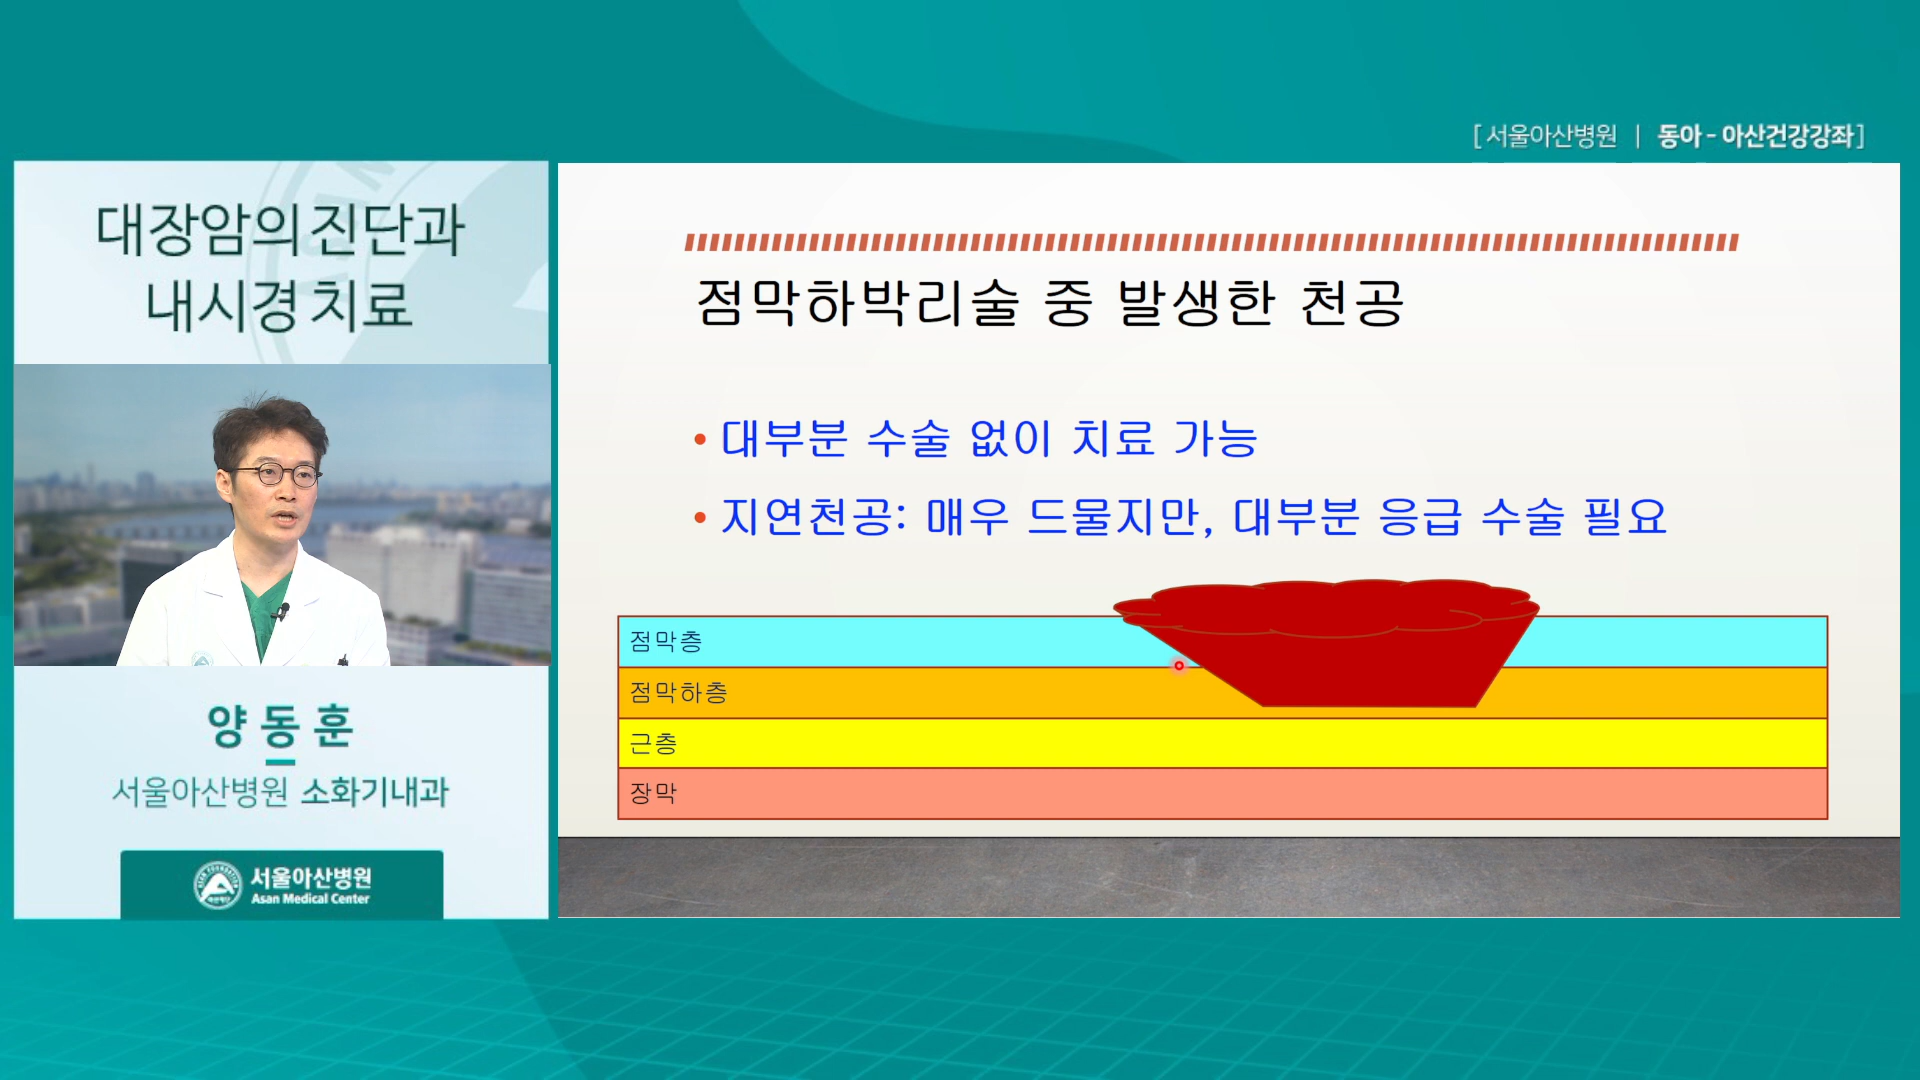 [서울아산병원 | 동아-아산건강강좌]
대장암의 진단과
내시경 치료
양동훈
서울아산병원 소화기내과
서울아산병원
Asan Medical Center
점막하박리술 중 발생한 천공
• 대부분 수술 없이 치료 가능
• 지연천공: 매우 드물지만, 대부분 응급 수술 필요
점막층
점막하층
근층
장막